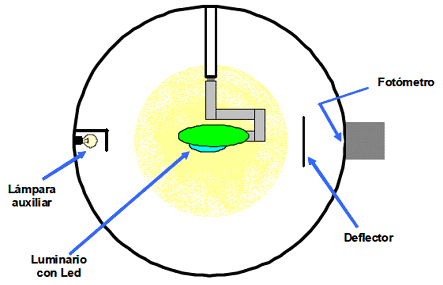 Fotómetro
Lámpara
auxiliar
Luminario
con Led
Deflector